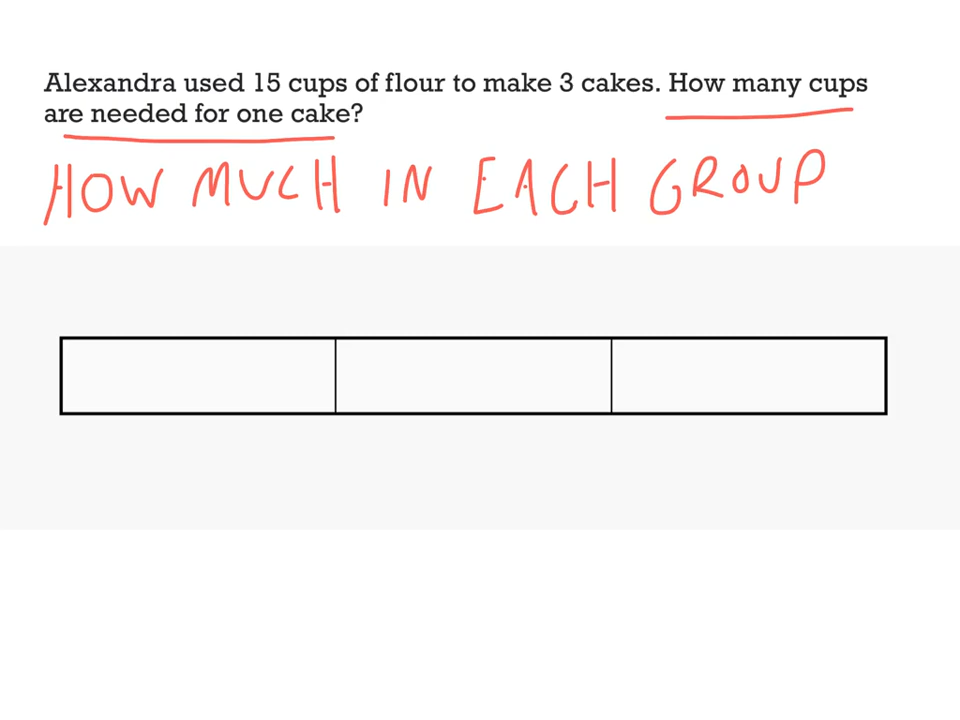 Alexandra used 15 cups of flour to make 3 cakes. How many cups
are needed for one cake?
HOW MUCH IN EACH GROUP